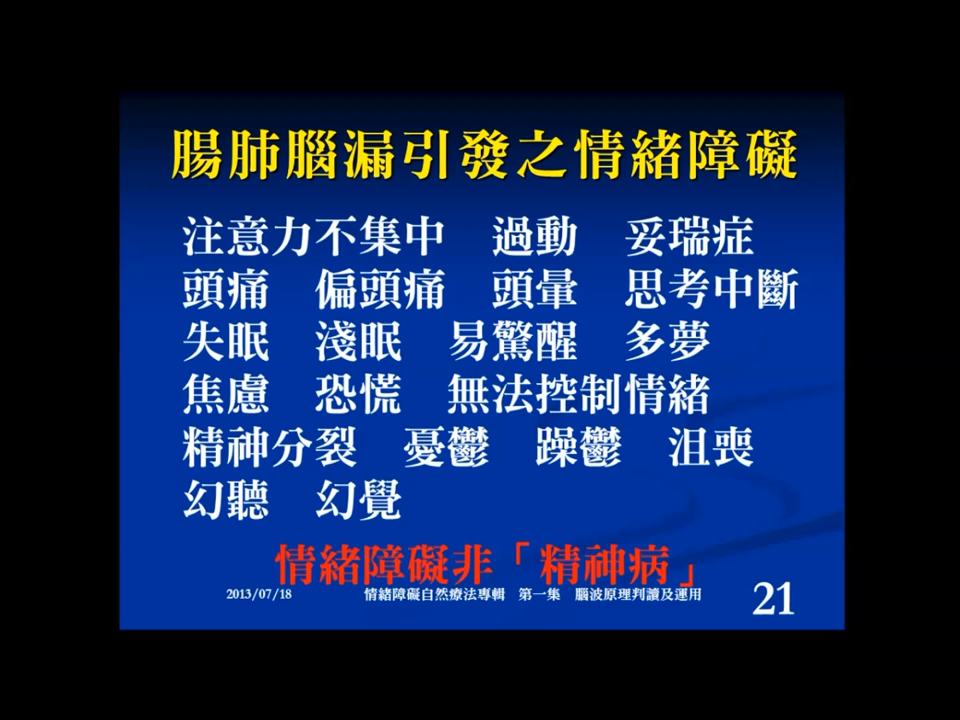 腸肺腦漏引發之情緒障礙
注意力不集中　過動　妥瑞症
頭痛　偏頭痛　頭暈　思考中斷
失眠　淺眠　易驚醒　多夢
焦慮　恐慌　無法控制情緒
精神分裂　憂鬱　躁鬱　沮喪
幻聽　幻覺
情緒障礙非「精神病」
2013/07/18　情緒障礙自然療法專輯　第一集　腦波原理判讀及運用　21